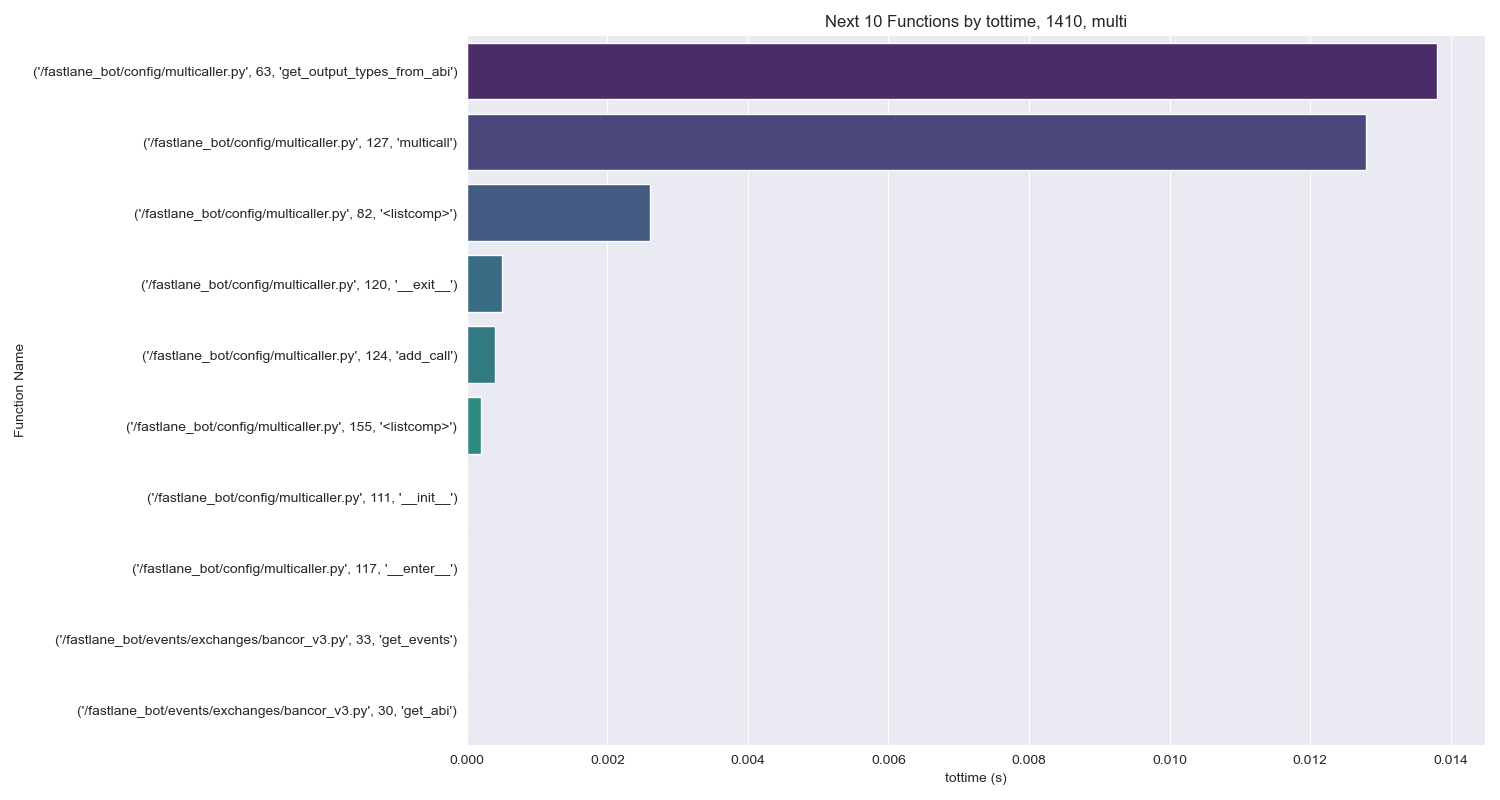 Next 10 Functions by tottime, 1410, multi
('/fastlane_bot/config/multicaller.py', 63, 'get_output_types_from_abi')
('/fastlane_bot/config/multicaller.py', 127, 'multicall')
('/fastlane_bot/config/multicaller.py', 82, '<listcomp>')
('/fastlane_bot/config/multicaller.py', 120, '__exit__')
('/fastlane_bot/config/multicaller.py', 124, 'add_call')
('/fastlane_bot/config/multicaller.py', 155, '<listcomp>')
('/fastlane_bot/config/multicaller.py', 111, '__init__')
('/fastlane_bot/config/multicaller.py', 117, '__enter__')
('/fastlane_bot/events/exchanges/bancor_v3.py', 33, 'get_events')
('/fastlane_bot/events/exchanges/bancor_v3.py', 30, 'get_abi')
Function Name
0.000 0.002 0.004 0.006 0.008 0.010 0.012 0.014
tottime (s)